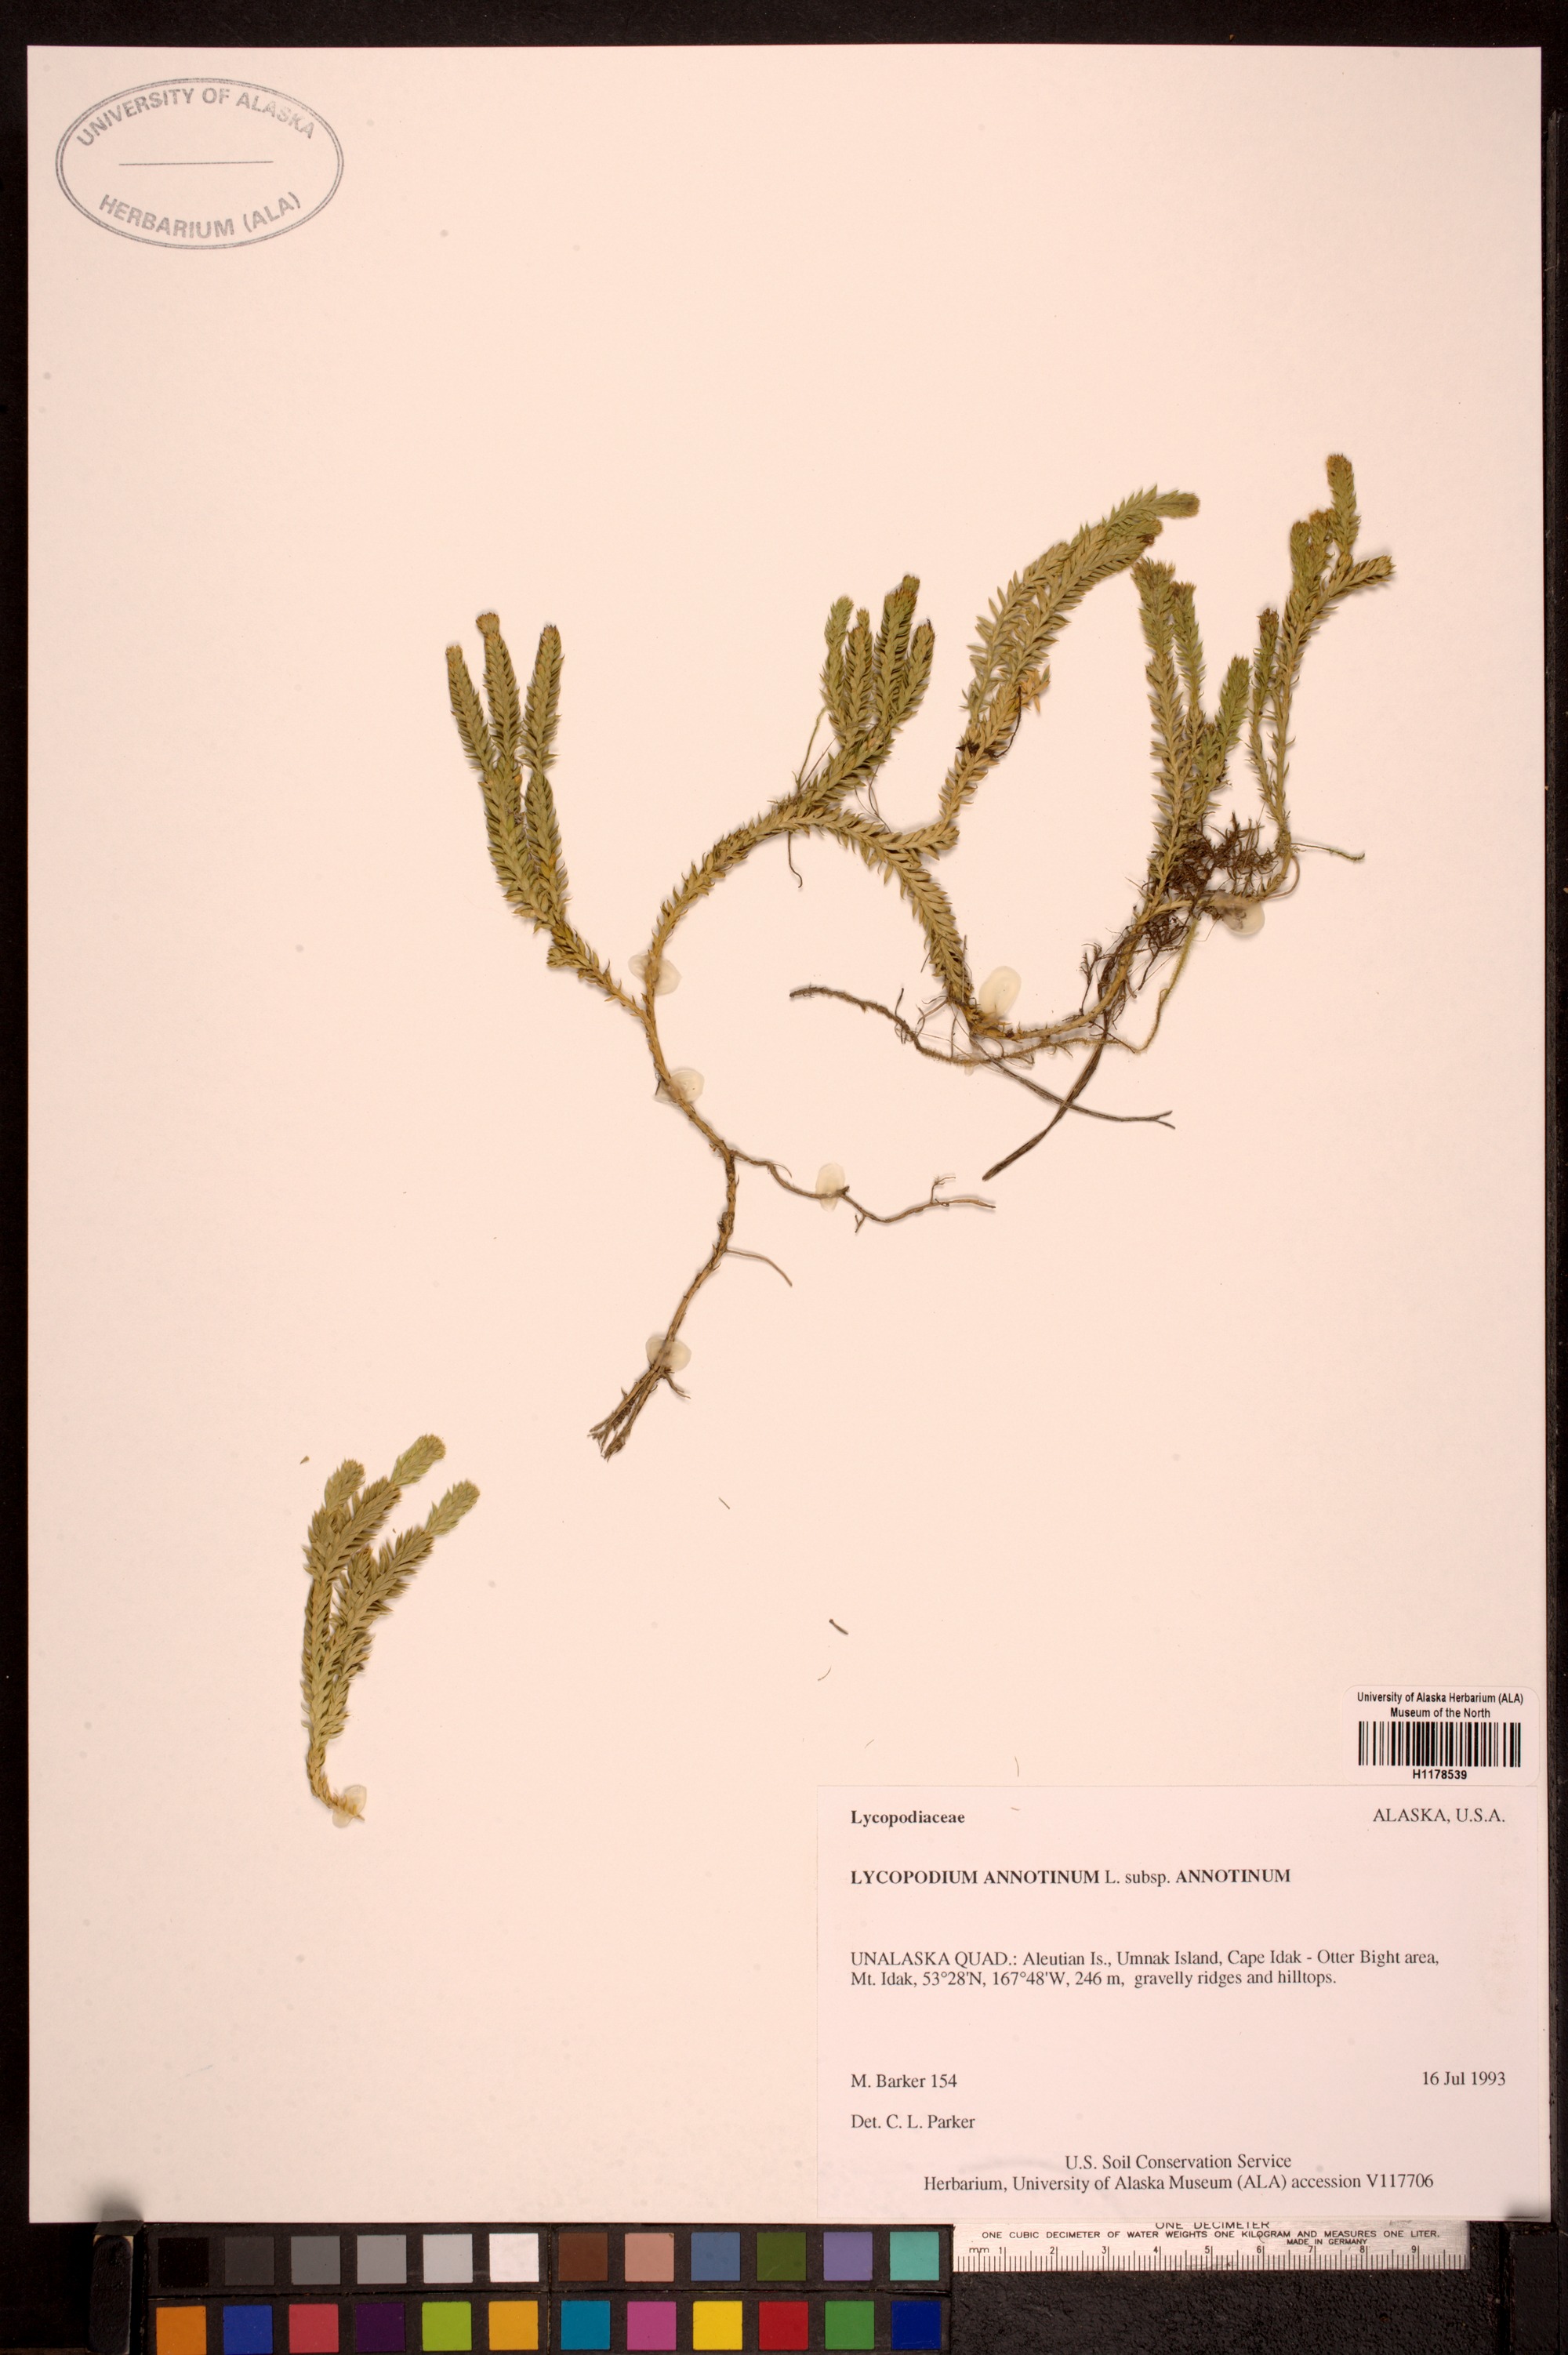 UNIVERSITY OF ALASKA
HERBARIUM (ALA)
University of Alaska Herbarium (ALA)
Museum of the North
H1178539
Lycopodiaceae
ALASKA, U.S.A.
LYCOPODIUM ANNOTINUM L. subsp. ANNOTINUM
UNALASKA QUAD.: Aleutian Is., Umnak Island, Cape Idak - Otter Bight area,
Mt. Idak, 53°28'N, 167°48'W, 246 m, gravelly ridges and hilltops.
M. Barker 154
16 Jul 1993
Det. C. L. Parker
U.S. Soil Conservation Service
Herbarium, University of Alaska Museum (ALA) accession V117706
ONE DECIMETER
ONE CUBIC DECIMETER OF WATER WEIGHTS ONE KILOGRAM AND MEASURES ONE LITER.
MADE IN GERMANY
mm 1 2 3 4 5 6 7 8 9